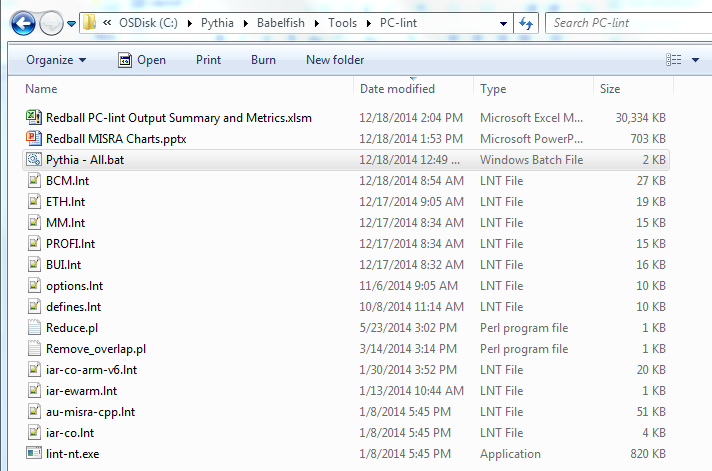 « OSDisk (C:) ▸ Pythia ▸ Babelfish ▸ Tools ▸ PC-lint Search PC-lint
Organize Open Print Burn New folder
Name Date modified Type Size
Redball PC-lint Output Summary and Metrics.xlsm 12/18/2014 2:04 PM Microsoft Excel M... 30,334 KB
Redball MISRA Charts.pptx 12/18/2014 1:53 PM Microsoft PowerP... 703 KB
Pythia - All.bat 12/18/2014 12:49 ... Windows Batch File 2 KB
BCM.lnt 12/18/2014 8:54 AM LNT File 27 KB
ETH.lnt 12/17/2014 9:05 AM LNT File 19 KB
MM.lnt 12/17/2014 8:34 AM LNT File 15 KB
PROFI.lnt 12/17/2014 8:34 AM LNT File 15 KB
BUI.lnt 12/17/2014 8:32 AM LNT File 16 KB
options.lnt 11/6/2014 9:05 AM LNT File 10 KB
defines.lnt 10/8/2014 11:14 AM LNT File 10 KB
Reduce.pl 5/23/2014 3:02 PM Perl program file 1 KB
Remove_overlap.pl 3/14/2014 3:14 PM Perl program file 1 KB
iar-co-arm-v6.lnt 1/30/2014 3:52 PM LNT File 20 KB
iar-ewarm.lnt 1/13/2014 10:44 AM LNT File 1 KB
au-misra-cpp.lnt 1/8/2014 5:45 PM LNT File 51 KB
iar-co.lnt 1/8/2014 5:45 PM LNT File 4 KB
lint-nt.exe 1/8/2014 5:45 PM Application 820 KB